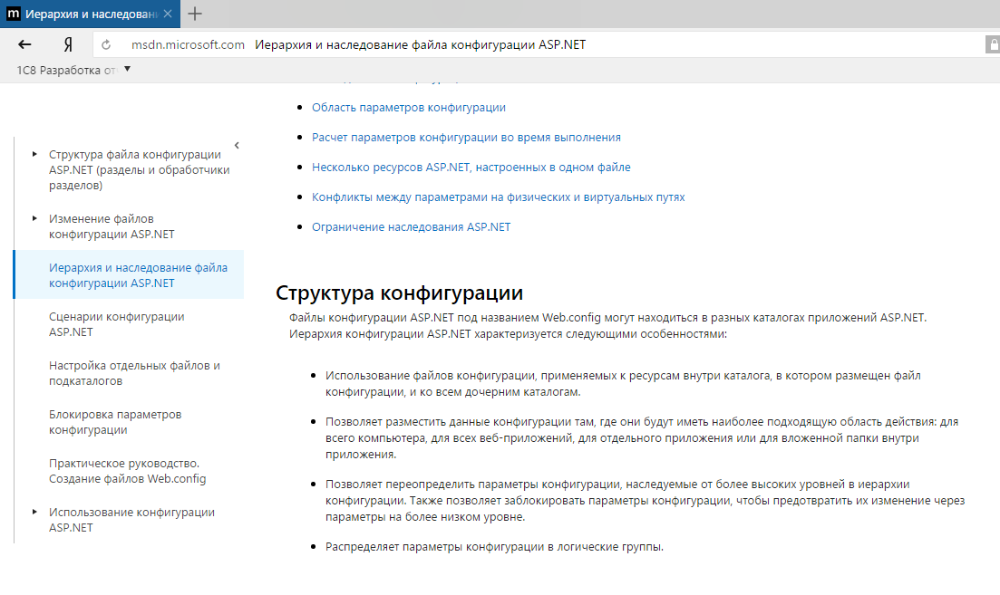 m Иерархия и наследован
Я msdn.microsoft.com Иерархия и наследование файла конфигурации ASP.NET
1С8 Разработка от
Структура файла конфигурации
ASP.NET (разделы и обработчики
разделов)
Изменение файлов
конфигурации ASP.NET
Иерархия и наследование файла
конфигурации ASP.NET
Сценарии конфигурации
ASP.NET
Настройка отдельных файлов и
подкаталогов
Блокировка параметров
конфигурации
Практическое руководство.
Создание файлов Web.config
Использование конфигурации
ASP.NET
Область параметров конфигурации
Расчет параметров конфигурации во время выполнения
Несколько ресурсов ASP.NET, настроенных в одном файле
Конфликты между параметрами на физических и виртуальных путях
Ограничение наследования ASP.NET
Структура конфигурации
Файлы конфигурации ASP.NET под названием Web.config могут находиться в разных каталогах приложений ASP.NET.
Иерархия конфигурации ASP.NET характеризуется следующими особенностями:
Использование файлов конфигурации, применяемых к ресурсам внутри каталога, в котором размещен файл
конфигурации, и ко всем дочерним каталогам.
Позволяет разместить данные конфигурации там, где они будут иметь наиболее подходящую область действия: для
всего компьютера, для всех веб-приложений, для отдельного приложения или для вложенной папки внутри
приложения.
Позволяет переопределить параметры конфигурации, наследуемые от более высоких уровней в иерархии
конфигурации. Также позволяет заблокировать параметры конфигурации, чтобы предотвратить их изменение через
параметры на более низком уровне.
Распределяет параметры конфигурации в логические группы.